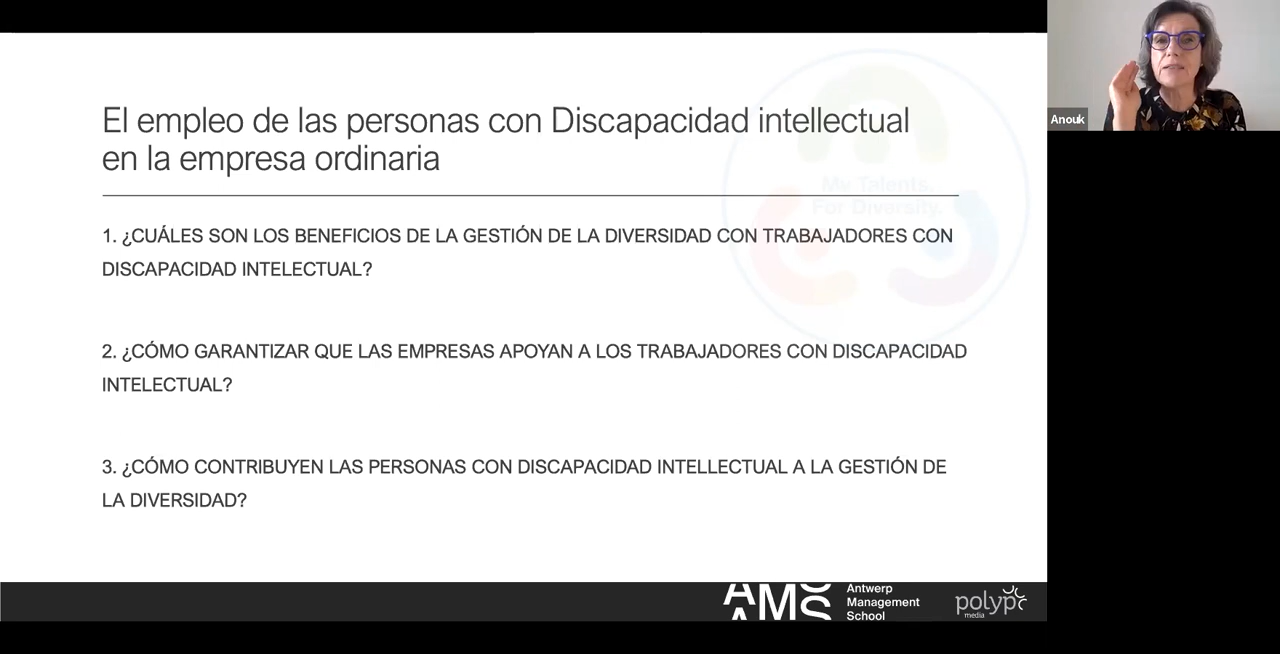 El empleo de las personas con Discapacidad intellectual
en la empresa ordinaria
My Talents.
For Diversity.
1. ¿CUÁLES SON LOS BENEFICIOS DE LA GESTIÓN DE LA DIVERSIDAD CON TRABAJADORES CON
DISCAPACIDAD INTELECTUAL?
2. ¿CÓMO GARANTIZAR QUE LAS EMPRESAS APOYAN A LOS TRABAJADORES CON DISCAPACIDAD
INTELECTUAL?
3. ¿CÓMO CONTRIBUYEN LAS PERSONAS CON DISCAPACIDAD INTELLECTUAL A LA GESTIÓN DE
LA DIVERSIDAD?
Anouk
AMS
Antwerp
Management
School
polyp
media